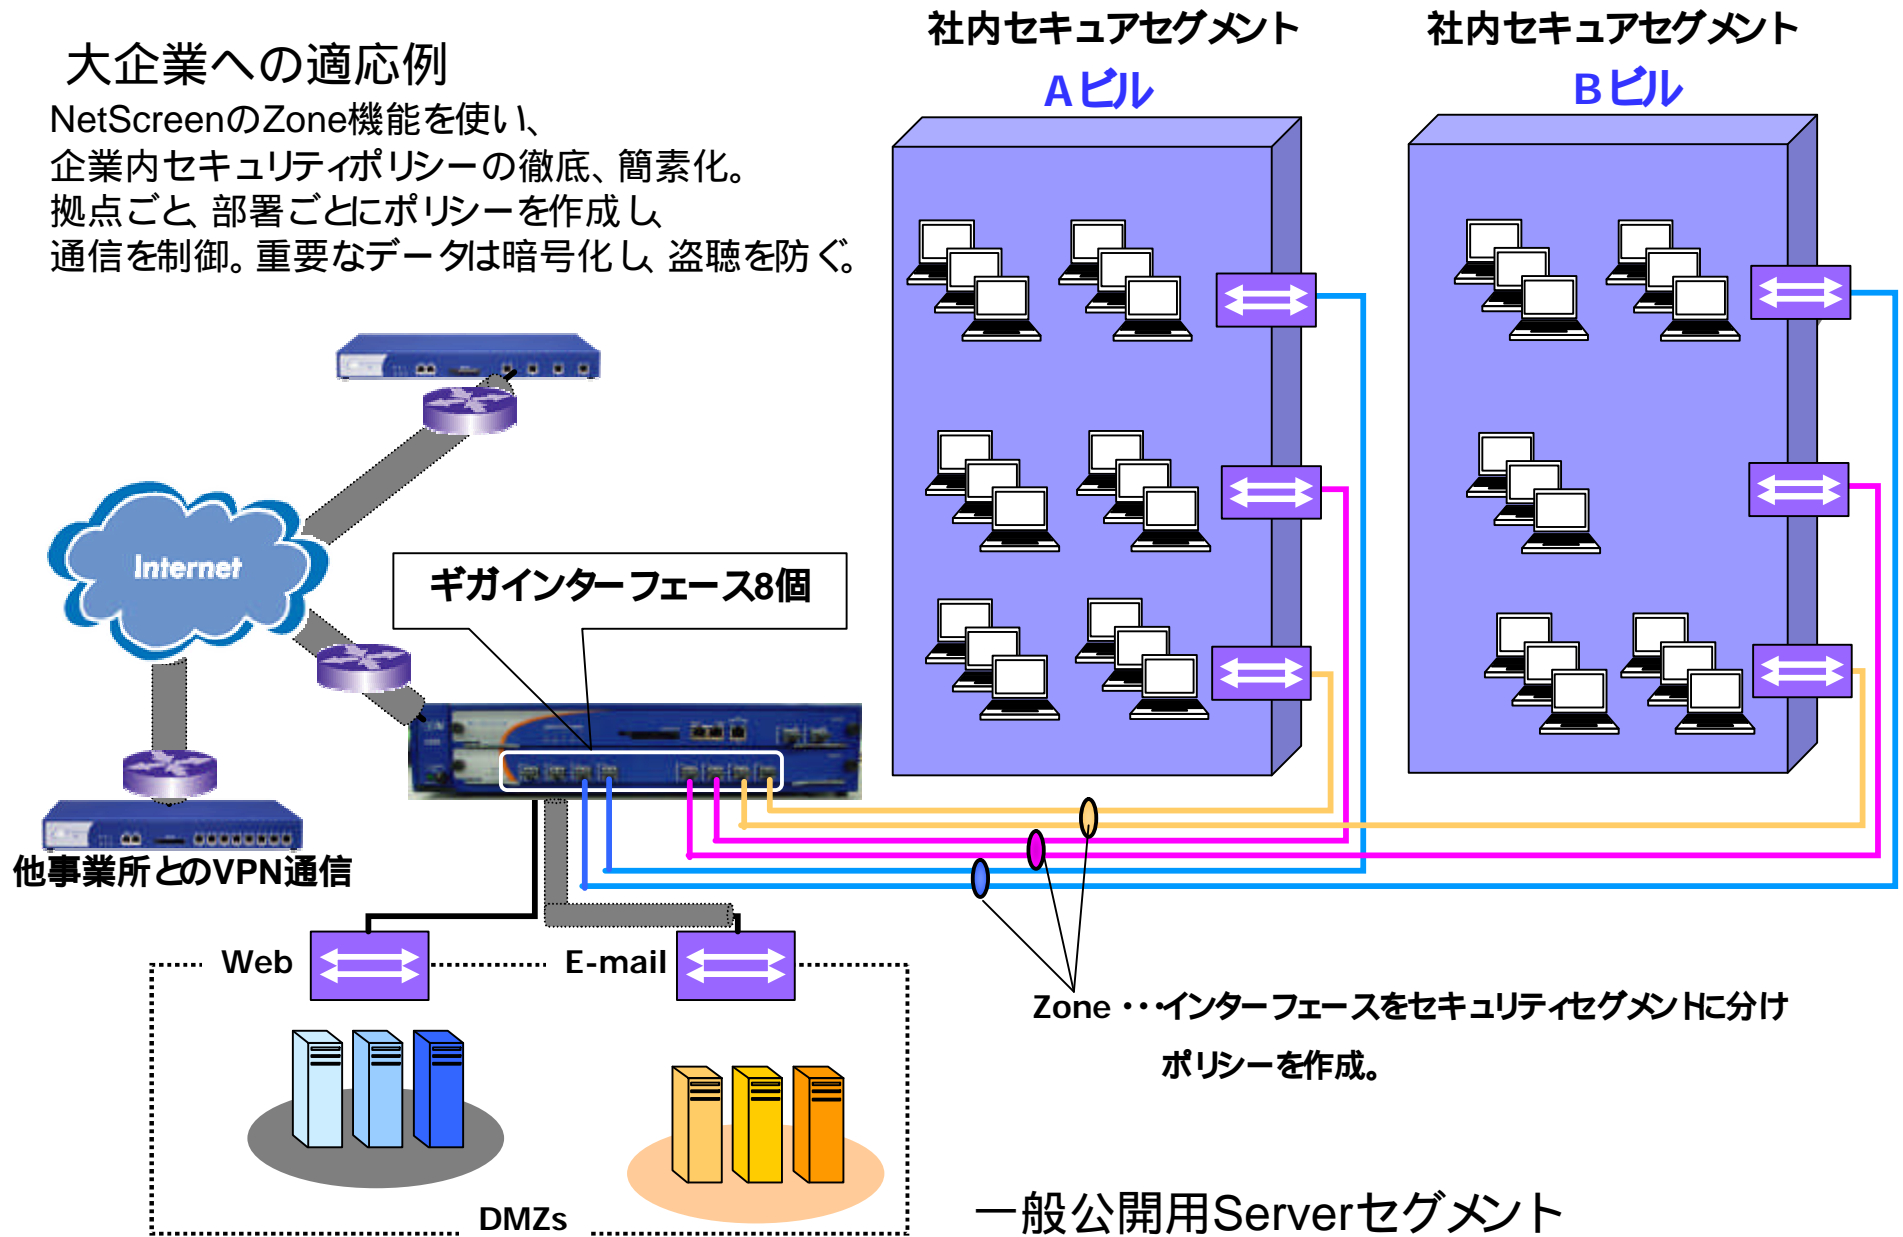 大企業への適応例
NetScreenのZone機能を使い、
企業内セキュリティポリシーの徹底、簡素化。
拠点ごと、部署ごとにポリシーを作成し、
通信を制御。重要なデータは暗号化し、盗聴を防ぐ。
社内セキュアセグメント
Aビル
社内セキュアセグメント
Bビル
Internet
ギガインターフェース8個
他事業所とのVPN通信
Web
E-mail
DMZs
Zone ・・・インターフェースをセキュリティセグメントに分け
ポリシーを作成。
一般公開用Serverセグメント